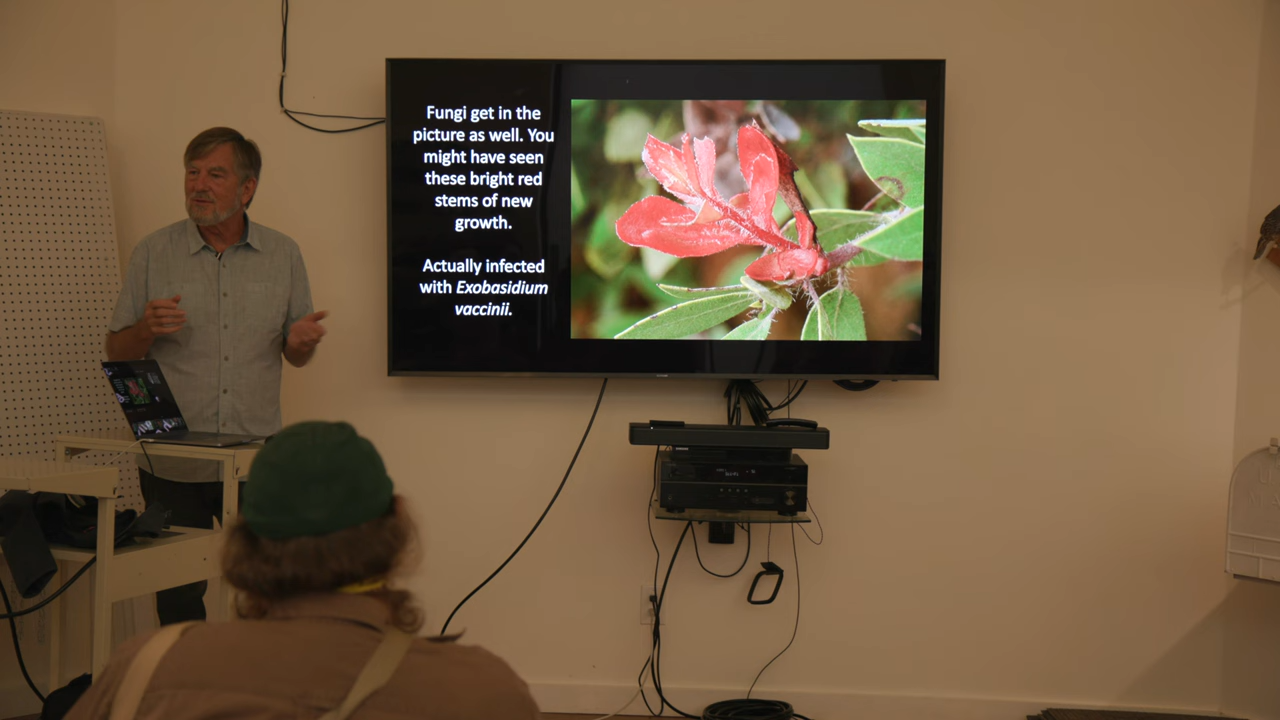 Fungi get in the
picture as well. You
might have seen
these bright red
stems of new
growth.
Actually infected
with Exobasidium
vaccinii.